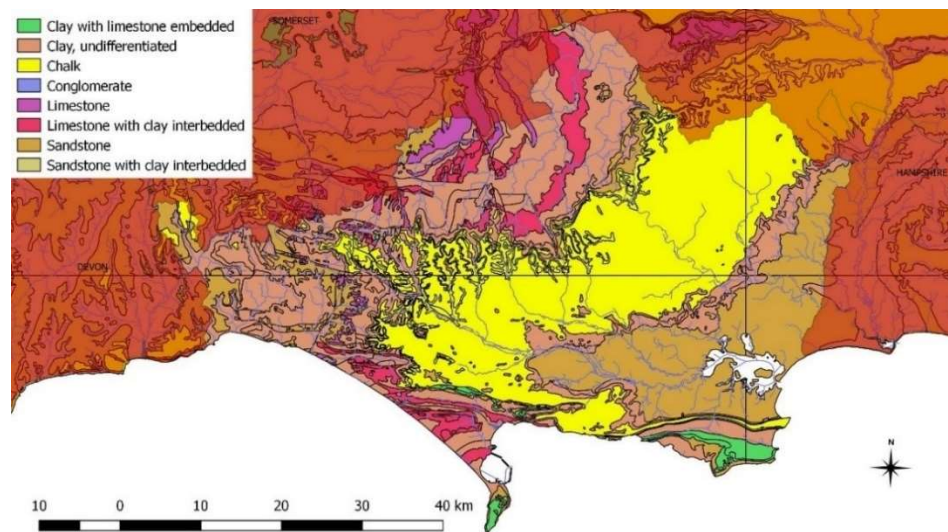 SOMERSET
Clay with limestone embedded
Clay, undifferentiated
Chalk
Conglomerate
Limestone
Limestone with clay interbedded
Sandstone
Sandstone with clay interbedded
HAMPSHIRE
DEVON
DORSET
N
10 0 10 20 30 40 km